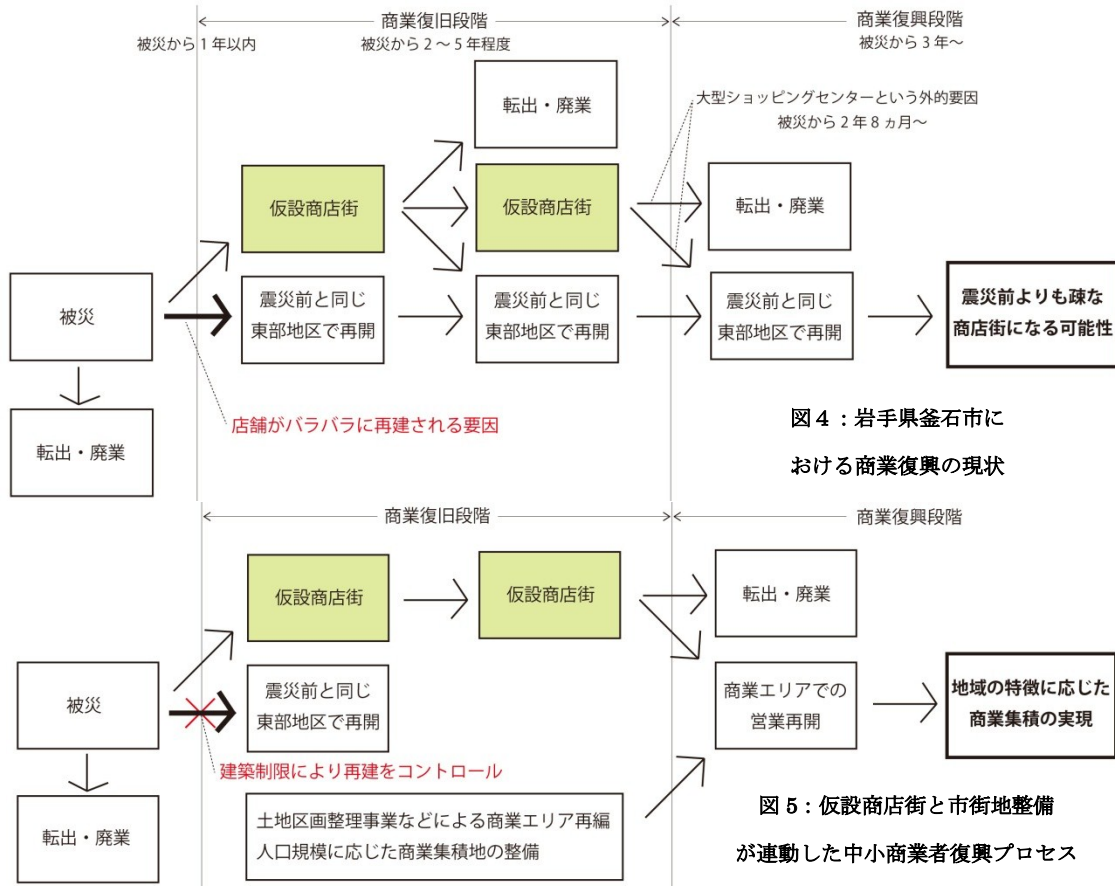 商業復旧段階
商業復興段階
被災から1年以内
被災から2～5年程度
被災から3年～
転出・廃業
大型ショッピングセンターという外的要因
被災から2年8ヵ月～
仮設商店街
仮設商店街
転出・廃業
被災
震災前と同じ
東部地区で再開
震災前と同じ
東部地区で再開
震災前と同じ
東部地区で再開
震災前よりも疎な
商店街になる可能性
店舗がバラバラに再建される要因
転出・廃業
図4：岩手県釜石市に
おける商業復興の現状
商業復旧段階
商業復興段階
仮設商店街
仮設商店街
転出・廃業
被災
震災前と同じ
東部地区で再開
商業エリアでの
営業再開
地域の特徴に応じた
商業集積の実現
建築制限により再建をコントロール
転出・廃業
土地区画整理事業などによる商業エリア再編
人口規模に応じた商業集積地の整備
図5：仮設商店街と市街地整備
が連動した中小商業者復興プロセス